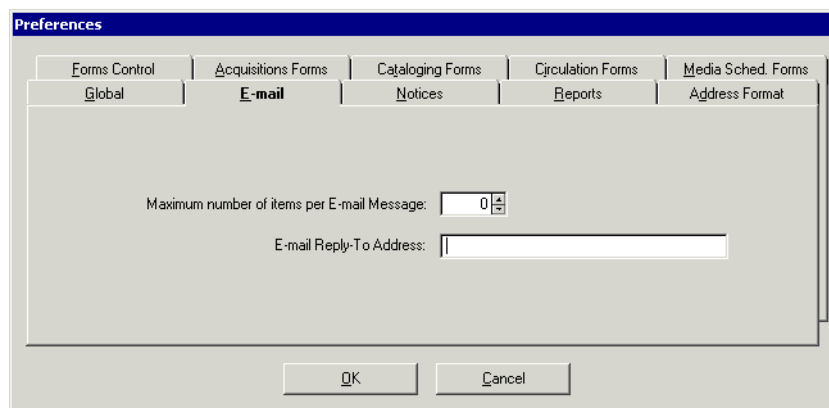 Preferences
Forms Control Acquisitions Forms Cataloging Forms Circulation Forms Media Sched. Forms
Global E-mail Notices Reports Address Format
Maximum number of items per E-mail Message: 0
E-mail Reply-To Address:
OK Cancel